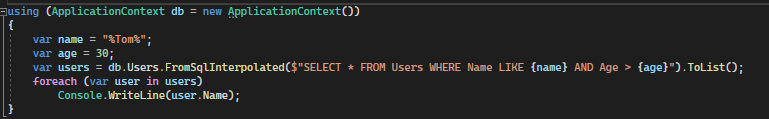 using (ApplicationContext db = new ApplicationContext())
{
var name = "%Tom%";
var age = 30;
var users = db.Users.FromSqlInterpolated($"SELECT * FROM Users WHERE Name LIKE {name} AND Age > {age}").ToList();
foreach (var user in users)
Console.WriteLine(user.Name);
}